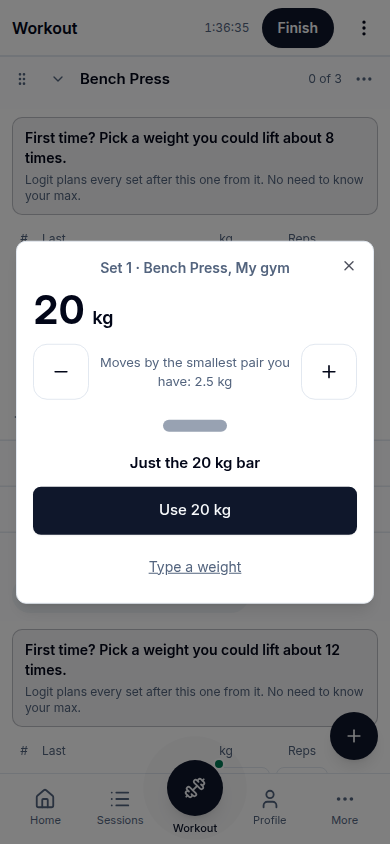 Workout
1:36:35
Finish
Bench Press
0 of 3
First time? Pick a weight you could lift about 8
times.
Logit plans every set after this one from it. No need to know
your max.
# Last kg Reps
Set 1 · Bench Press, My gym
20 kg
Moves by the smallest pair you
have: 2.5 kg
Just the 20 kg bar
Use 20 kg
Type a weight
First time? Pick a weight you could lift about 12
times.
Logit plans every set after this one from it. No need to know
your max.
# Last kg Reps
Home
Sessions
Workout
Profile
More